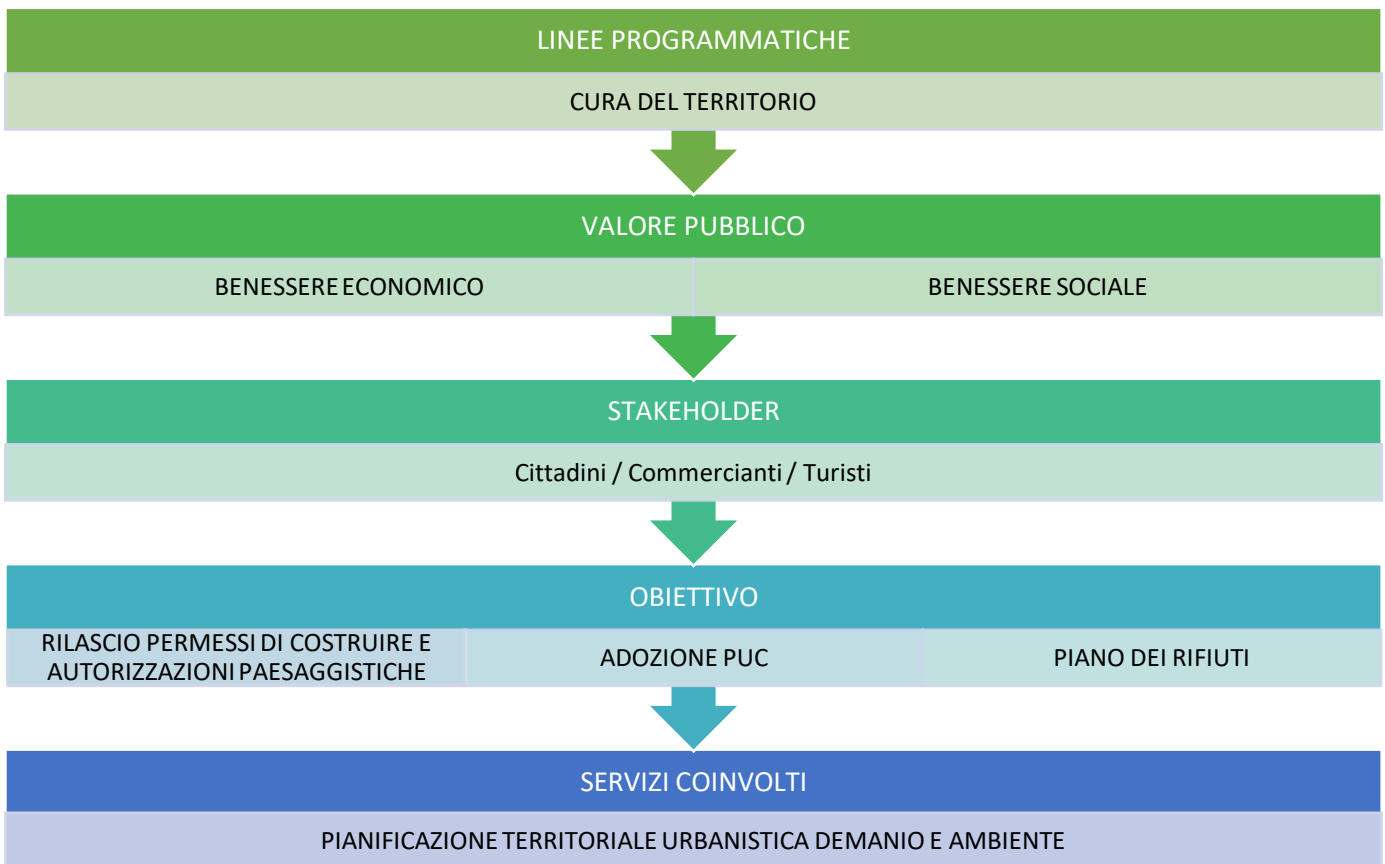 LINEE PROGRAMMATICHE
CURA DEL TERRITORIO
VALORE PUBBLICO
BENESSERE ECONOMICO
BENESSERE SOCIALE
STAKEHOLDER
Cittadini / Commercianti / Turisti
OBIETTIVO
RILASCIO PERMESSI DI COSTRUIRE E
AUTORIZZAZIONI PAESAGGISTICHE
ADOZIONE PUC
PIANO DEI RIFIUTI
SERVIZI COINVOLTI
PIANIFICAZIONE TERRITORIALE URBANISTICA DEMANIO E AMBIENTE